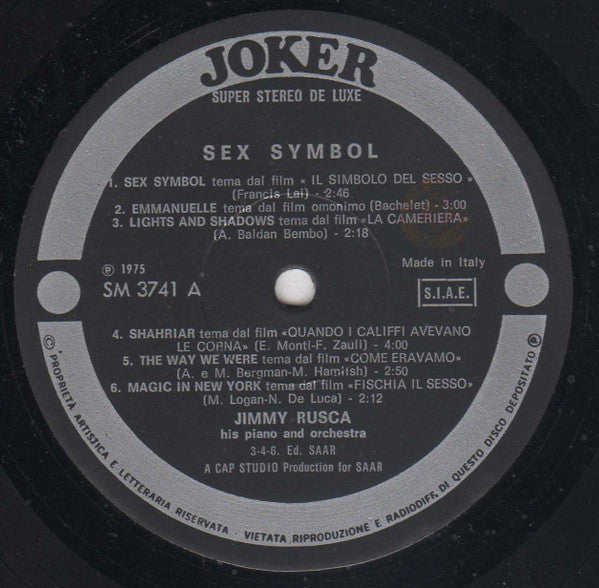 JOKER
SUPER STEREO DE LUXE
SEX SYMBOL
1. SEX SYMBOL tema dal film « IL SIMBOLO DEL SESSO »
(Francis Lai) - 2:46
2. EMMANUELLE tema dal film omonimo (Bachelet) - 3:00
3. LIGHTS AND SHADOWS tema dal film «LA CAMERIERA»
(A. Baldan Bembo) - 2:18
℗ 1975
SM 3741 A
Made in Italy
S.I.A.E.
4. SHAHRIAR tema dal film «QUANDO I CALIFFI AVEVANO
LE CORNA» (E. Monti-F. Zauli) - 4:00
5. THE WAY WE WERE tema dal film «COME ERAVAMO»
(A. e M. Bergman-M. Hamlish) - 2:50
6. MAGIC IN NEW YORK tema dal film «FISCHIA IL SESSO»
(M. Logan-N. De Luca) - 2:12
JIMMY RUSCA
his piano and orchestra
3-4-6. Ed. SAAR
A CAP STUDIO Production for SAAR
© PROPRIETÀ ARTISTICA E LETTERARIA RISERVATA - VIETATA RIPRODUZIONE E RADIODIFF. DI QUESTO DISCO DEPOSITATO ®